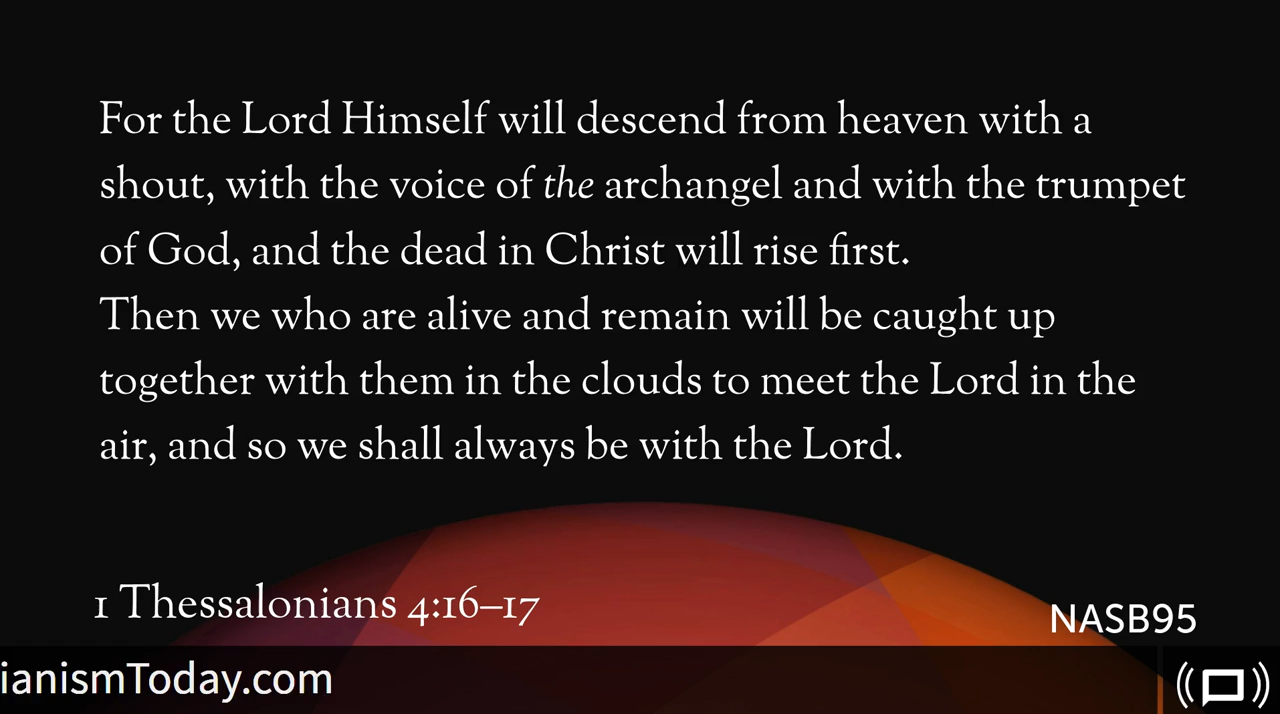 For the Lord Himself will descend from heaven with a
shout, with the voice of the archangel and with the trumpet
of God, and the dead in Christ will rise first.
Then we who are alive and remain will be caught up
together with them in the clouds to meet the Lord in the
air, and so we shall always be with the Lord.
1 Thessalonians 4:16–17
NASB95
ianismToday.com